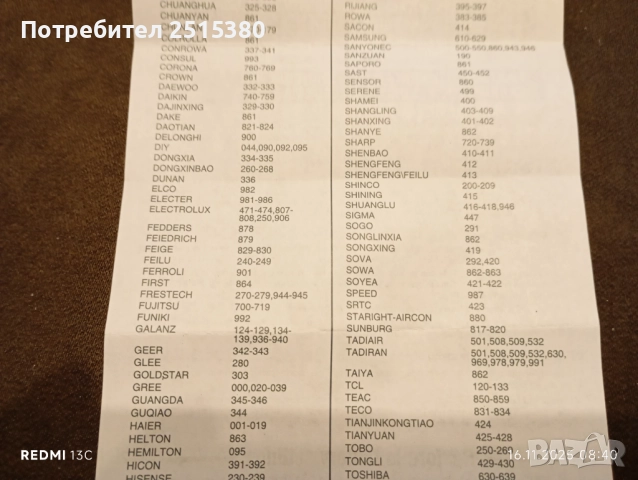 Потребител 2515380
CHUANGHUA 325-328
CHUANYAN 861
CONROWA 337-341
CONSUL 993
CORONA 760-769
CROWN 861
DAEWOO 332-333
DAIKIN 740-759
DAJINXING 329-330
DAKE 861
DAOTIAN 821-824
DELONGHI 900
DIY 044,090,092,095
DONGXIA 334-335
DONGXINBAO 260-268
DUNAN 336
ELCO 982
ELECTER 981-986
ELECTROLUX 471-474,807-
808,250,906
FEDDERS 878
FEIEDRICH 879
FEIGE 829-830
FEILU 240-249
FERROLI 901
FIRST 864
FRESTECH 270-279,944-945
FUJITSU 700-719
FUNIKI 992
GALANZ 124-129,134-
139,936-940
GEER 342-343
GLEE 280
GOLDSTAR 303
GREE 000,020-039
GUANGDA 345-346
GUQIAO 344
HAIER 001-019
HELTON 863
HEMILTON 095
HICON 391-392
HISENSE 230-239
RIJIANG 395-397
ROWA 383-385
SACON 414
SAMSUNG 610-629
SANYONEC 500-550,880,943,946
SANZUAN 190
SAPORO 861
SAST 450-452
SENSOR 860
SERENE 499
SHAMEI 400
SHANGLING 403-409
SHANXING 401-402
SHANYE 862
SHARP 720-739
SHENBAO 410-411
SHENGFENG 412
SHENGFENG\FEILU 413
SHINCO 200-209
SHINING 415
SHUANGLU 416-418,946
SIGMA 447
SOGO 291
SONGLINXIA 862
SONGXING 419
SOVA 292,420
SOWA 862-863
SOYEA 421-422
SPEED 987
SRTC 423
STARIGHT-AIRCON 880
SUNBURG 817-820
TADIAIR 501,508,509,532
TADIRAN 501,508,509,532,630,
969,978,979,991
TAIYA 862
TCL 120-133
TEAC 850-859
TECO 831-834
TIANJINKONGTIAO 424
TIANYUAN 425-428
TOBO 250-269
TONGLI 429-430
TOSHIBA 630-639
REDMI 13C
16.11.2025 08:40
BAZAR.BG